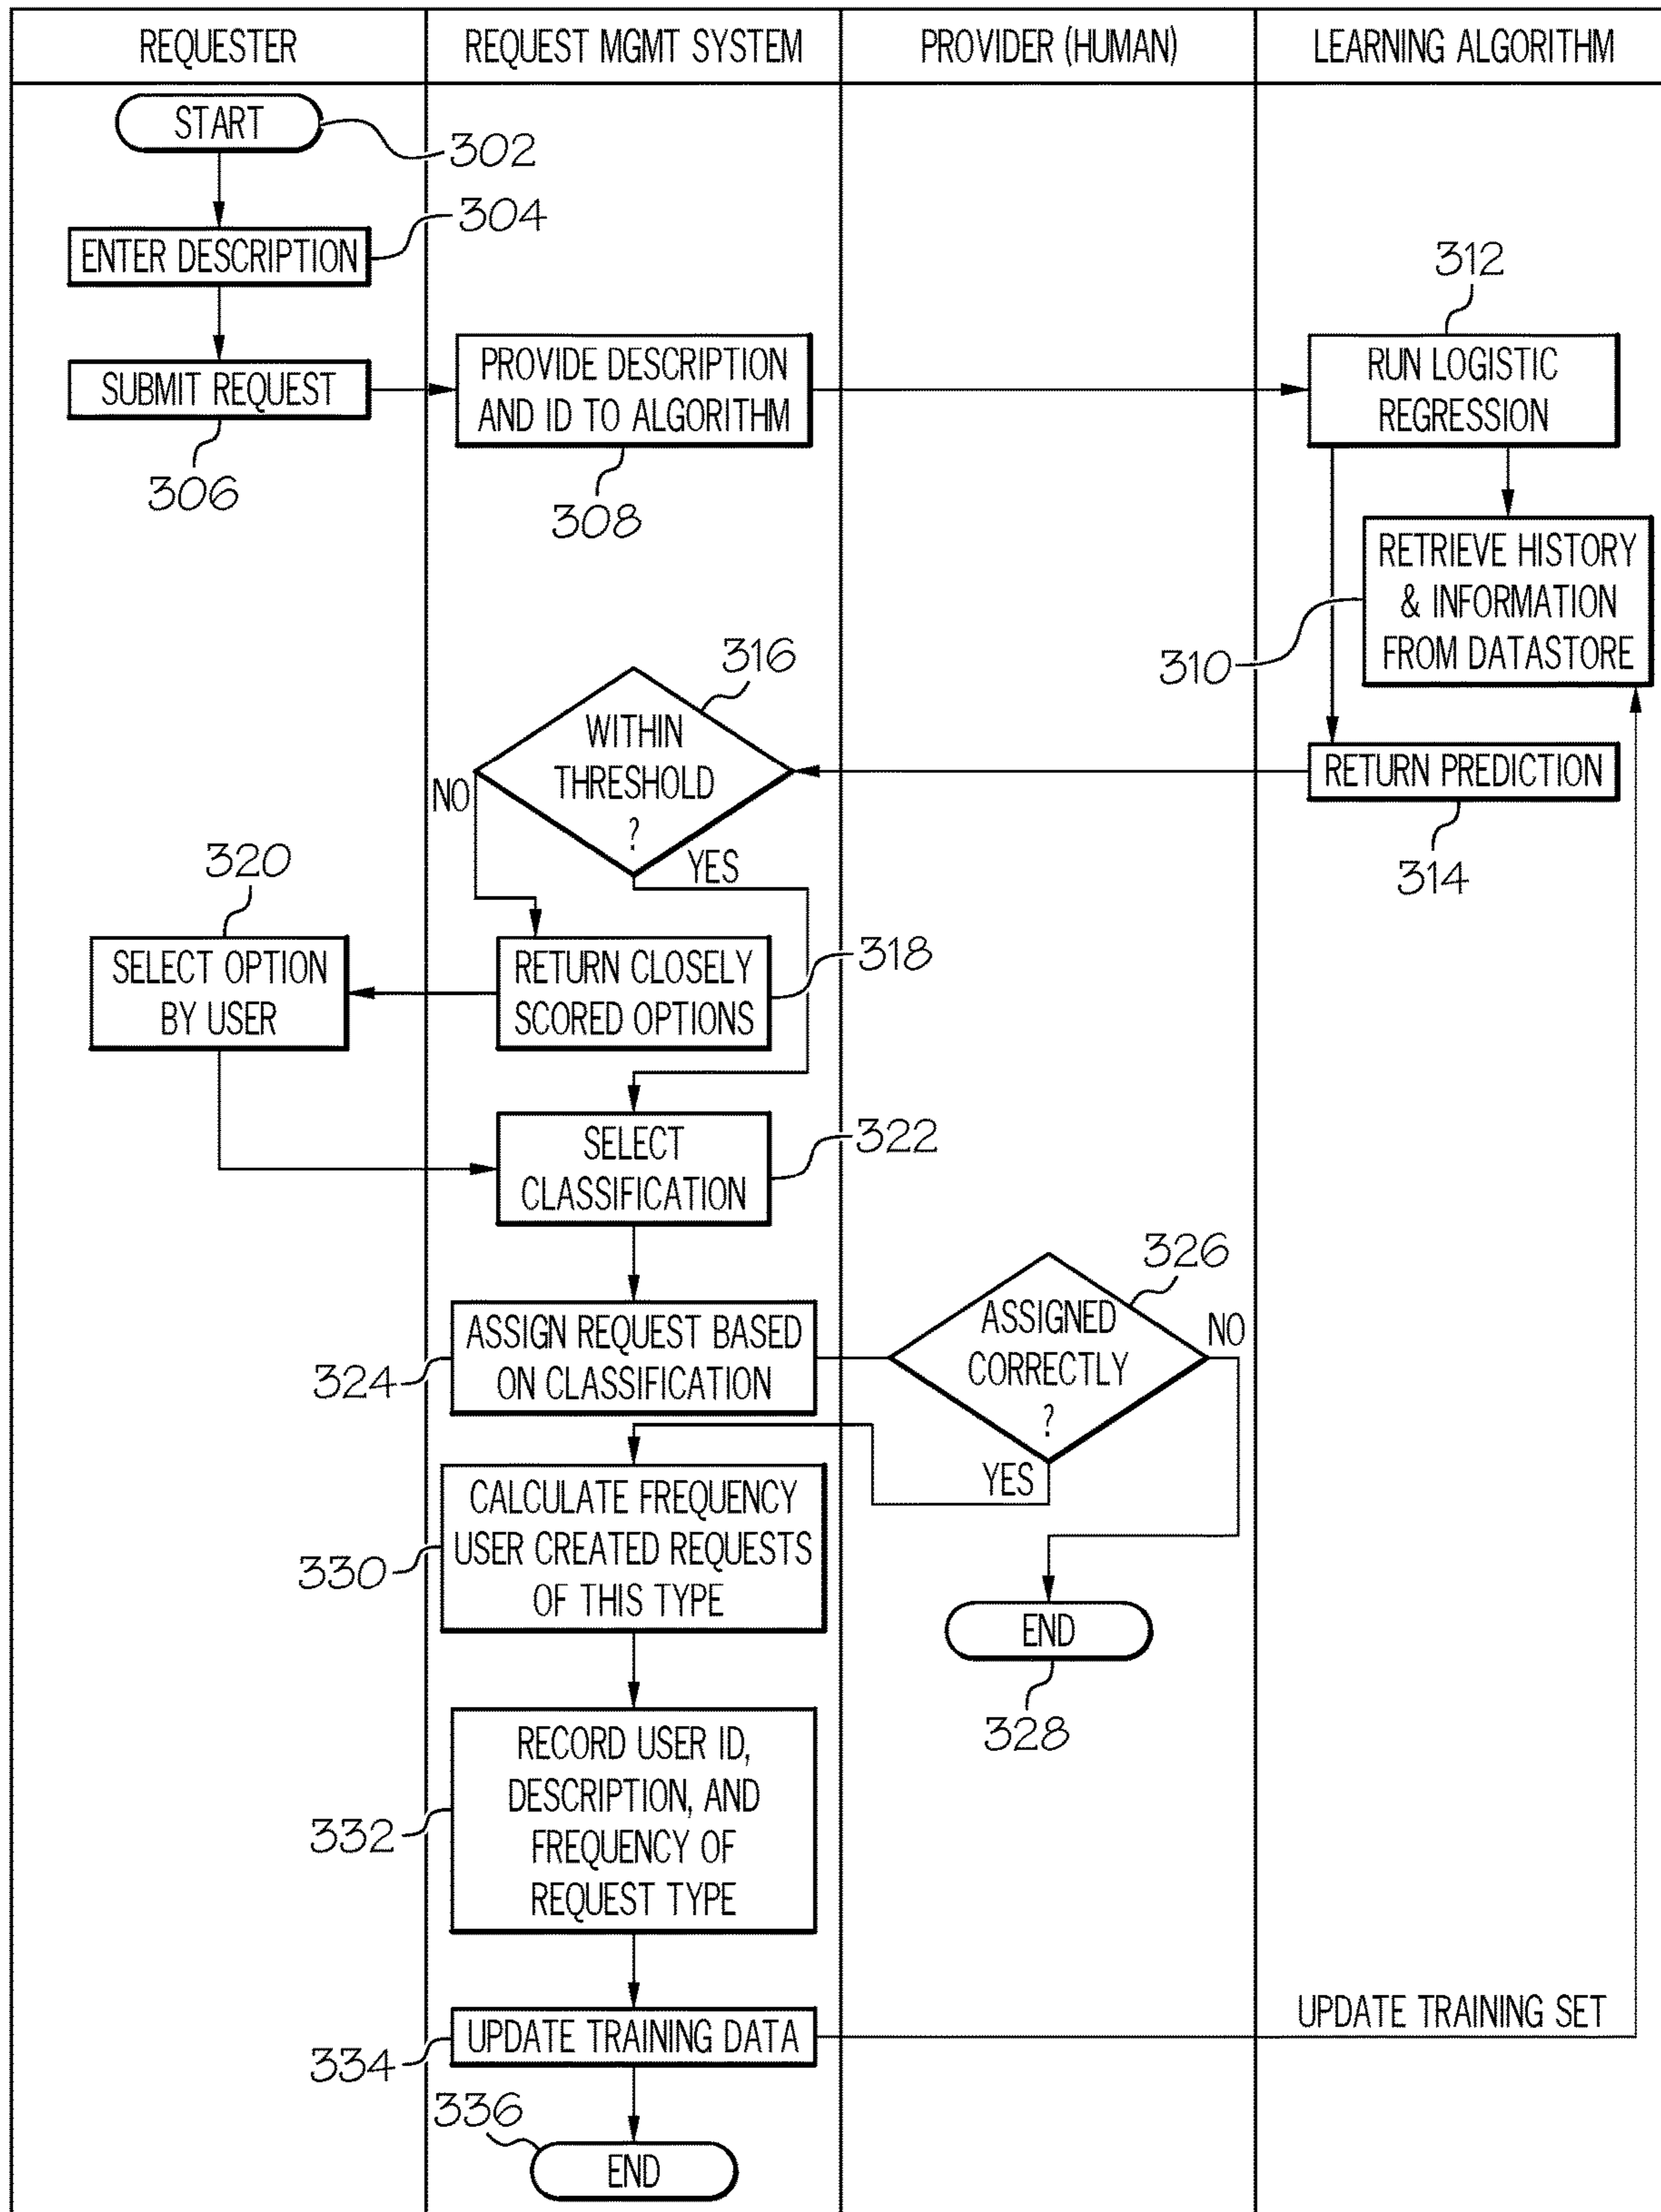 REQUESTER
REQUEST MGMT SYSTEM
PROVIDER (HUMAN)
LEARNING ALGORITHM
START
302
ENTER DESCRIPTION
304
SUBMIT REQUEST
306
PROVIDE DESCRIPTION
AND ID TO ALGORITHM
308
312
RUN LOGISTIC
REGRESSION
RETRIEVE HISTORY
& INFORMATION
FROM DATASTORE
310
RETURN PREDICTION
314
316
WITHIN
THRESHOLD
?
NO
YES
320
SELECT OPTION
BY USER
RETURN CLOSELY
SCORED OPTIONS
318
SELECT
CLASSIFICATION
322
ASSIGN REQUEST BASED
ON CLASSIFICATION
324
326
ASSIGNED
CORRECTLY
?
NO
YES
CALCULATE FREQUENCY
USER CREATED REQUESTS
OF THIS TYPE
330
END
328
RECORD USER ID,
DESCRIPTION, AND
FREQUENCY OF
REQUEST TYPE
332
UPDATE TRAINING DATA
334
UPDATE TRAINING SET
336
END